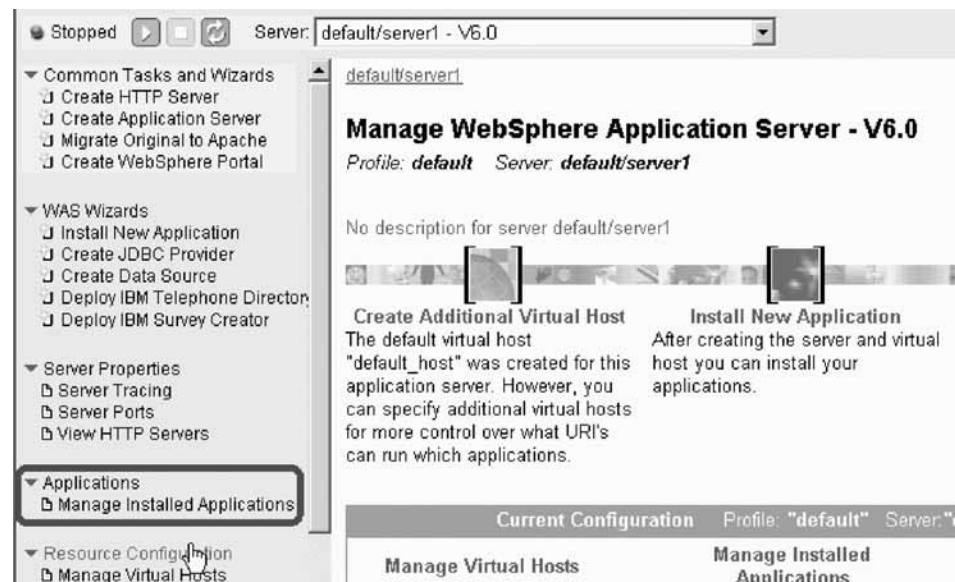 Stopped Server: default/server1 - V6.0
Common Tasks and Wizards
Create HTTP Server
Create Application Server
Migrate Original to Apache
Create WebSphere Portal
WAS Wizards
Install New Application
Create JDBC Provider
Create Data Source
Deploy IBM Telephone Director
Deploy IBM Survey Creator
Server Properties
Server Tracing
Server Ports
View HTTP Servers
Applications
Manage Installed Applications
Resource Configuration
Manage Virtual Hosts
default/server1
Manage WebSphere Application Server - V6.0
Profile: default Server: default/server1
No description for server default/server1
Create Additional Virtual Host
The default virtual host
"default_host" was created for this
application server. However, you
can specify additional virtual hosts
for more control over what URI's
can run which applications.
Install New Application
After creating the server and virtual
host you can install your
applications.
Current Configuration Profile: "default" Server:"
Manage Virtual Hosts
Manage Installed
Applications